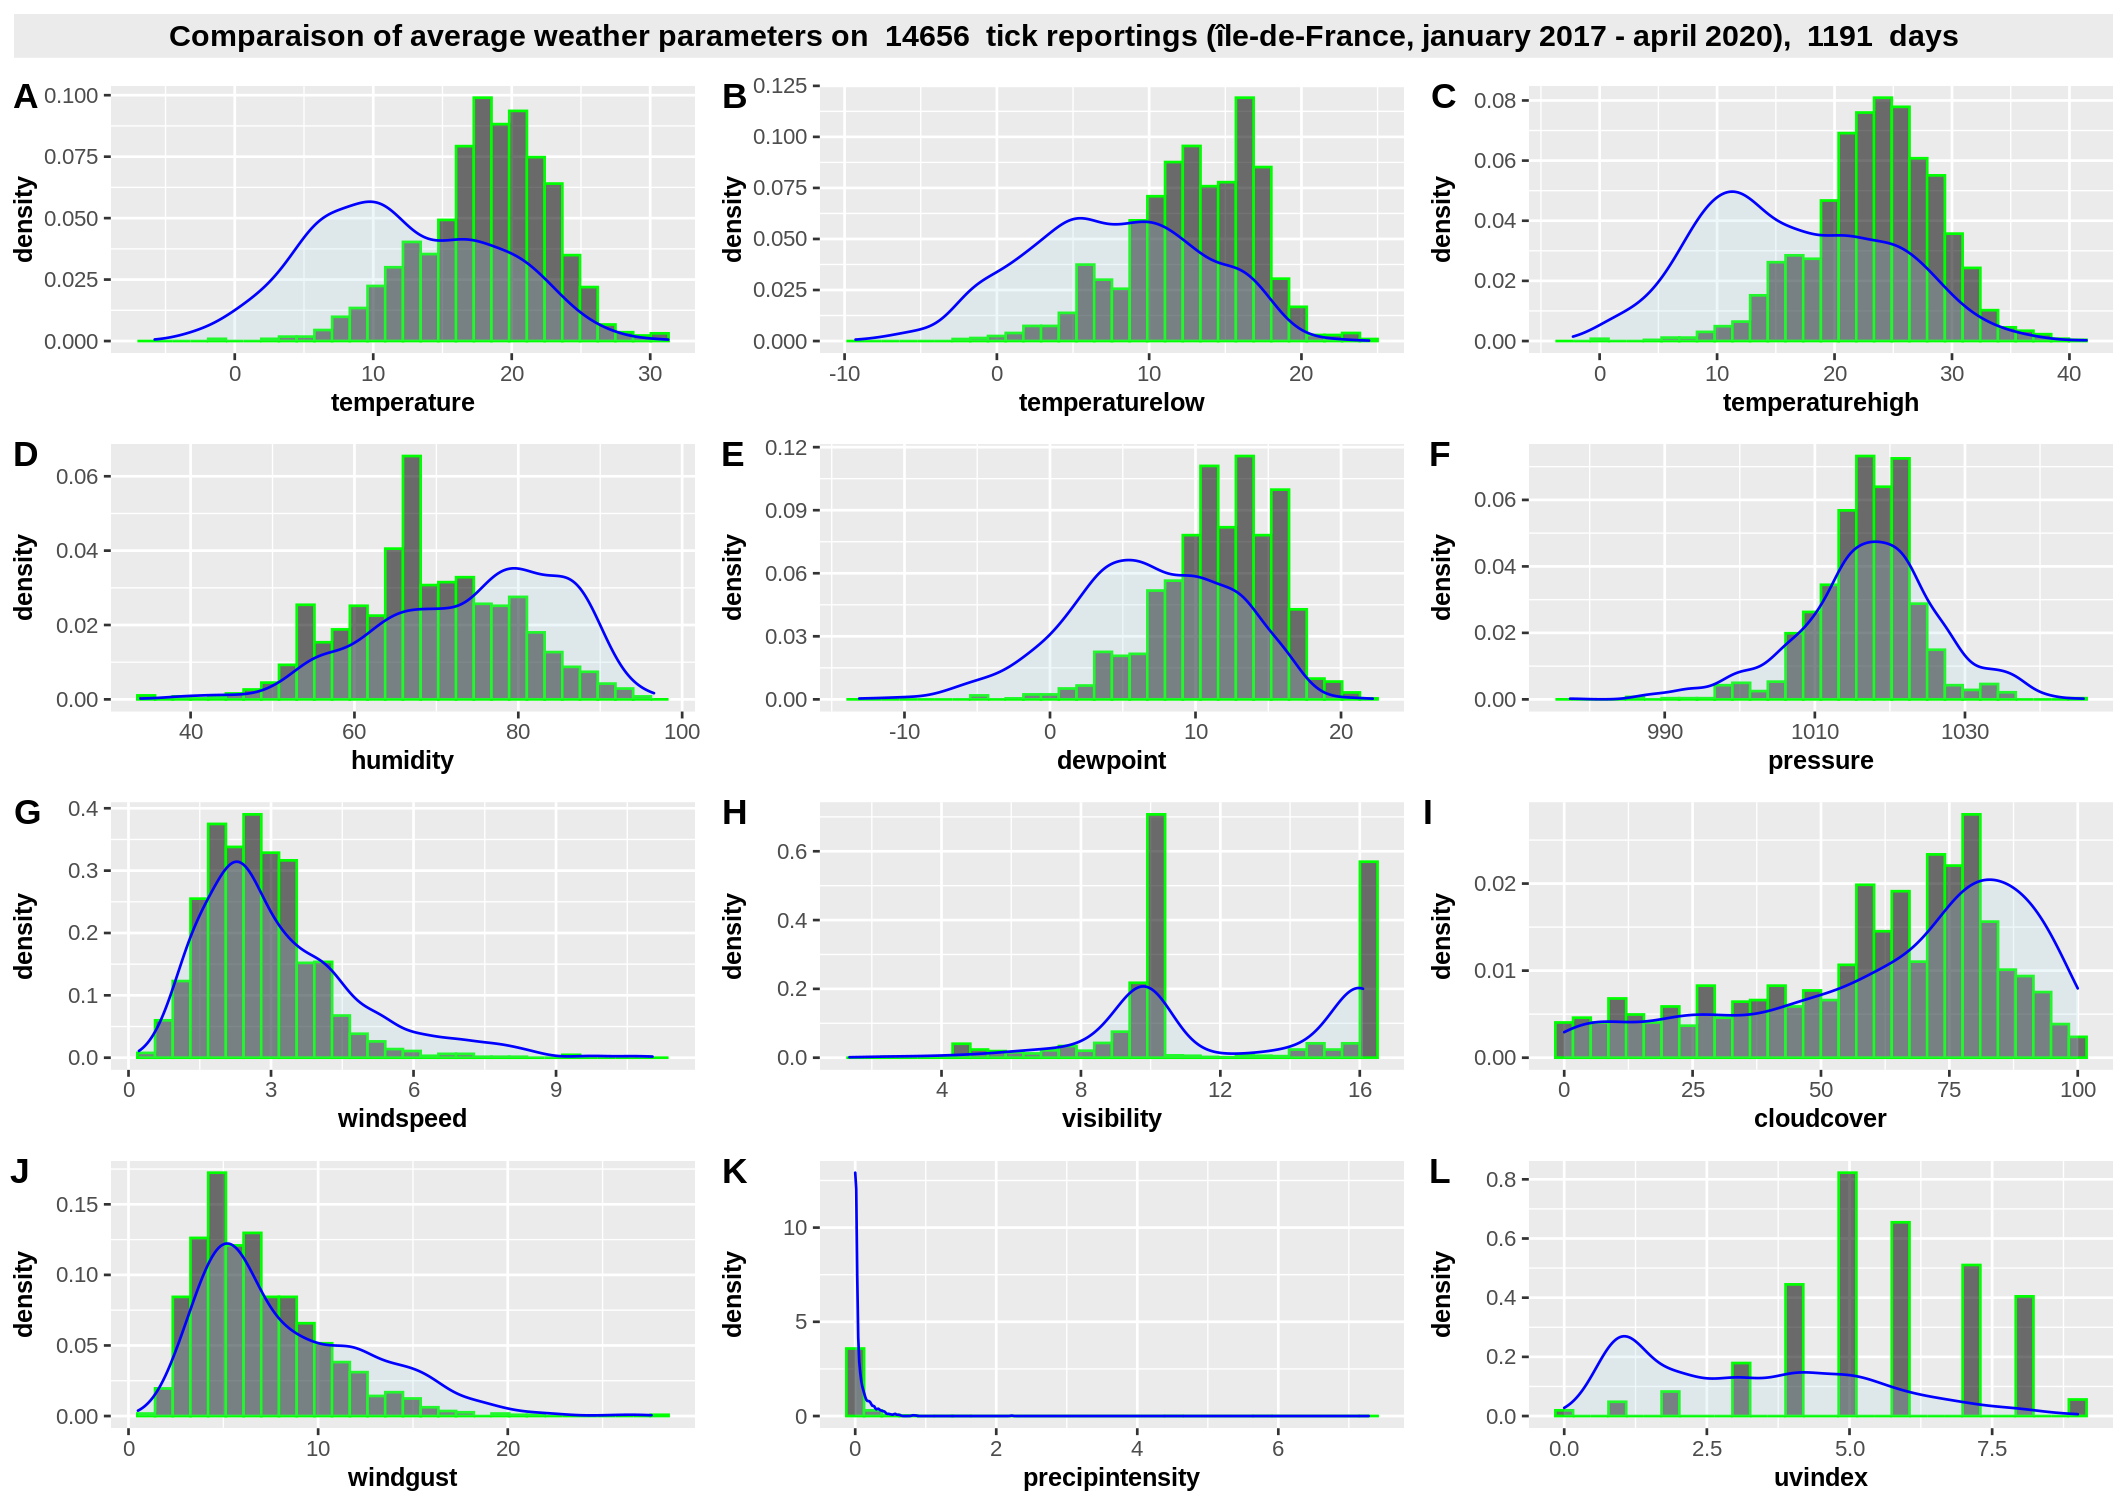 Comparaison of average weather parameters on 14656 tick reportings (île-de-France, january 2017 - april 2020), 1191 days
A
0.100
0.075
0.050
0.025
0.000
density
0 10 20 30
temperature
B
0.125
0.100
0.075
0.050
0.025
0.000
density
-10 0 10 20
temperaturelow
C
0.08
0.06
0.04
0.02
0.00
density
0 10 20 30 40
temperaturehigh
D
0.06
0.04
0.02
0.00
density
40 60 80 100
humidity
E
0.12
0.09
0.06
0.03
0.00
density
-10 0 10 20
dewpoint
F
0.06
0.04
0.02
0.00
density
990 1010 1030
pressure
G
0.4
0.3
0.2
0.1
0.0
density
0 3 6 9
windspeed
H
0.6
0.4
0.2
0.0
density
4 8 12 16
visibility
I
0.02
0.01
0.00
density
0 25 50 75 100
cloudcover
J
0.15
0.10
0.05
0.00
density
0 10 20
windgust
K
10
5
0
density
0 2 4 6
precipintensity
L
0.8
0.6
0.4
0.2
0.0
density
0.0 2.5 5.0 7.5
uvindex